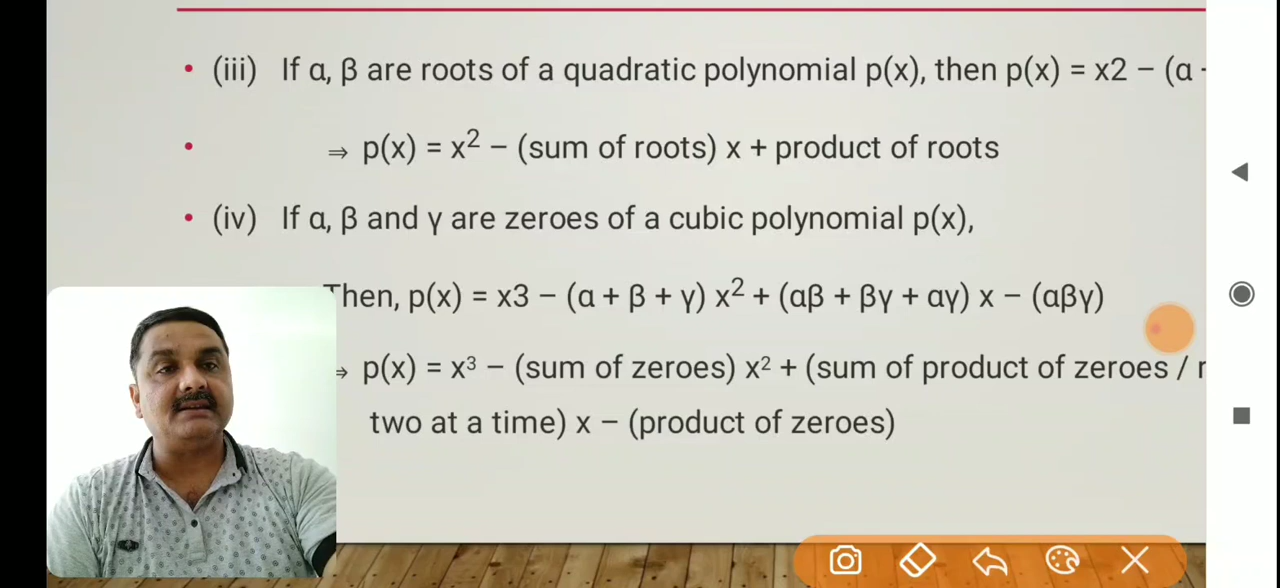 • (iii) If α, β are roots of a quadratic polynomial p(x), then p(x) = x2 – (α
• ⇒ p(x) = x² – (sum of roots) x + product of roots
• (iv) If α, β and γ are zeroes of a cubic polynomial p(x),
Then, p(x) = x3 – (α + β + γ) x² + (αβ + βγ + αγ) x – (αβγ)
⇒ p(x) = x³ – (sum of zeroes) x² + (sum of product of zeroes /
two at a time) x – (product of zeroes)